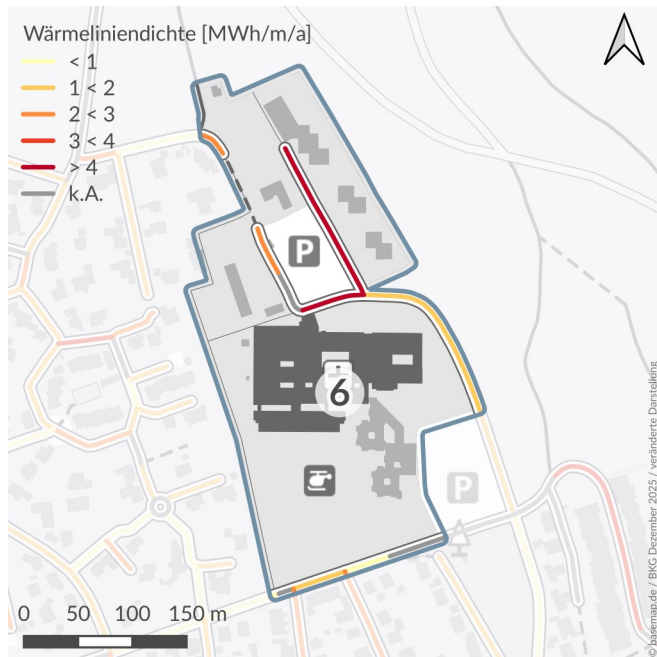 Wärmeliniendichte [MWh/m/a]
< 1
1 < 2
2 < 3
3 < 4
> 4
k.A.
P
6
P
0 50 100 150 m
© basemap.de / BKG Dezember 2025 / veränderte Darstellung